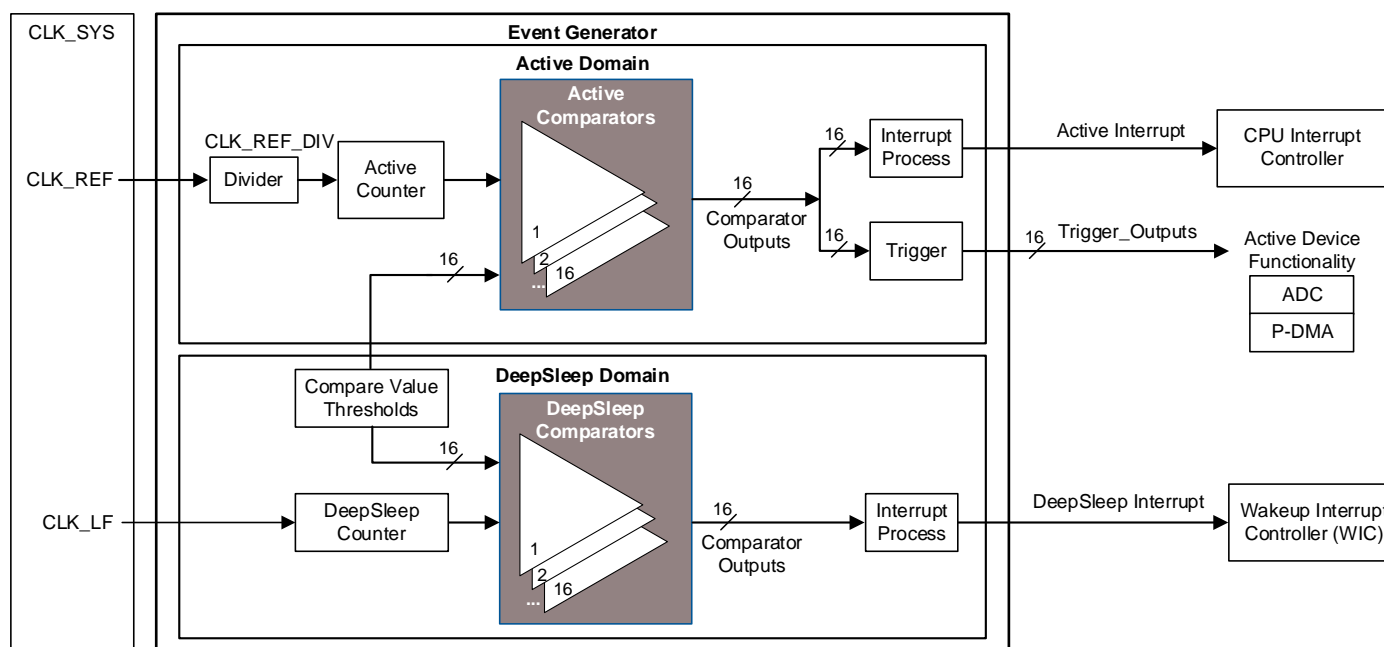 CLK_SYS
Event Generator
Active Domain
Active
Comparators
CLK_REF
CLK_REF_DIV
Divider
Active
Counter
1
2
16
...
16
16
Comparator
Outputs
16
Interrupt
Process
Active Interrupt
CPU Interrupt
Controller
16
Trigger
16
Trigger_Outputs
Active Device
Functionality
ADC
P-DMA
Compare Value
Thresholds
DeepSleep Domain
DeepSleep
Comparators
16
CLK_LF
DeepSleep
Counter
1
2
16
...
16
Comparator
Outputs
Interrupt
Process
DeepSleep Interrupt
Wakeup Interrupt
Controller (WIC)